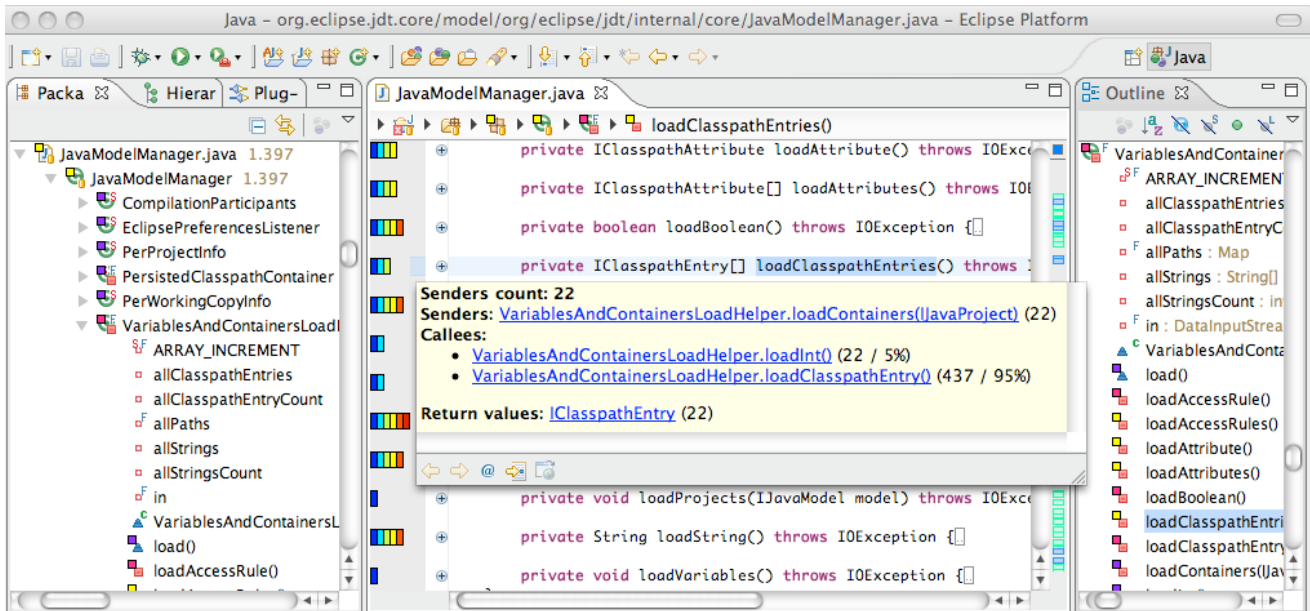 Java – org.eclipse.jdt.core/model/org/eclipse/jdt/internal/core/JavaModelManager.java – Eclipse Platform
Java
Packa
Hierar
Plug-
JavaModelManager.java 1.397
JavaModelManager 1.397
CompilationParticipants
EclipsePreferencesListener
PerProjectInfo
PersistedClasspathContainer
PerWorkingCopyInfo
VariablesAndContainersLoadH
ARRAY_INCREMENT
allClasspathEntries
allClasspathEntryCount
allPaths
allStrings
allStringsCount
in
VariablesAndContainersL
load()
loadAccessRule()
JavaModelManager.java
loadClasspathEntries()
private IClasspathAttribute loadAttribute() throws IOExce
private IClasspathAttribute[] loadAttributes() throws IOE
private boolean loadBoolean() throws IOException {
private IClasspathEntry[] loadClasspathEntries() throws I
Senders count: 22
Senders: VariablesAndContainersLoadHelper.loadContainers(IJavaProject) (22)
Callees:
• VariablesAndContainersLoadHelper.loadInt() (22 / 5%)
• VariablesAndContainersLoadHelper.loadClasspathEntry() (437 / 95%)
Return values: IClasspathEntry (22)
@
private void loadProjects(IJavaModel model) throws IOExce
private String loadString() throws IOException {
private void loadVariables() throws IOException {
Outline
VariablesAndContainer
ARRAY_INCREMEN
allClasspathEntries
allClasspathEntryC
allPaths : Map
allStrings : String[]
allStringsCount : in
in : DataInputStrea
VariablesAndConta
load()
loadAccessRule()
loadAccessRules()
loadAttribute()
loadAttributes()
loadBoolean()
loadClasspathEntri
loadClasspathEntry
loadContainers(IJav